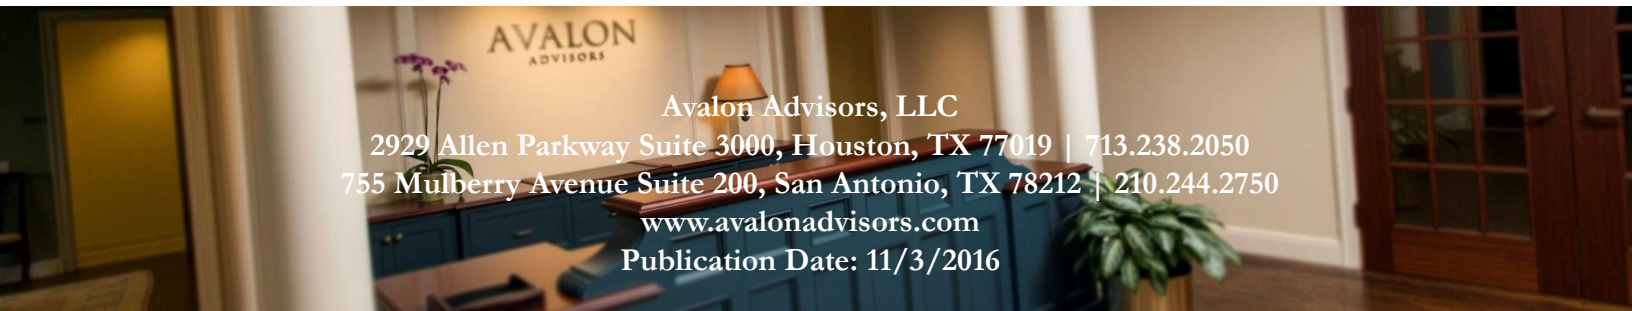 AVALON
ADVISORS
Avalon Advisors, LLC
2929 Allen Parkway Suite 3000, Houston, TX 77019 | 713.238.2050
755 Mulberry Avenue Suite 200, San Antonio, TX 78212 | 210.244.2750
www.avalonadvisors.com
Publication Date: 11/3/2016